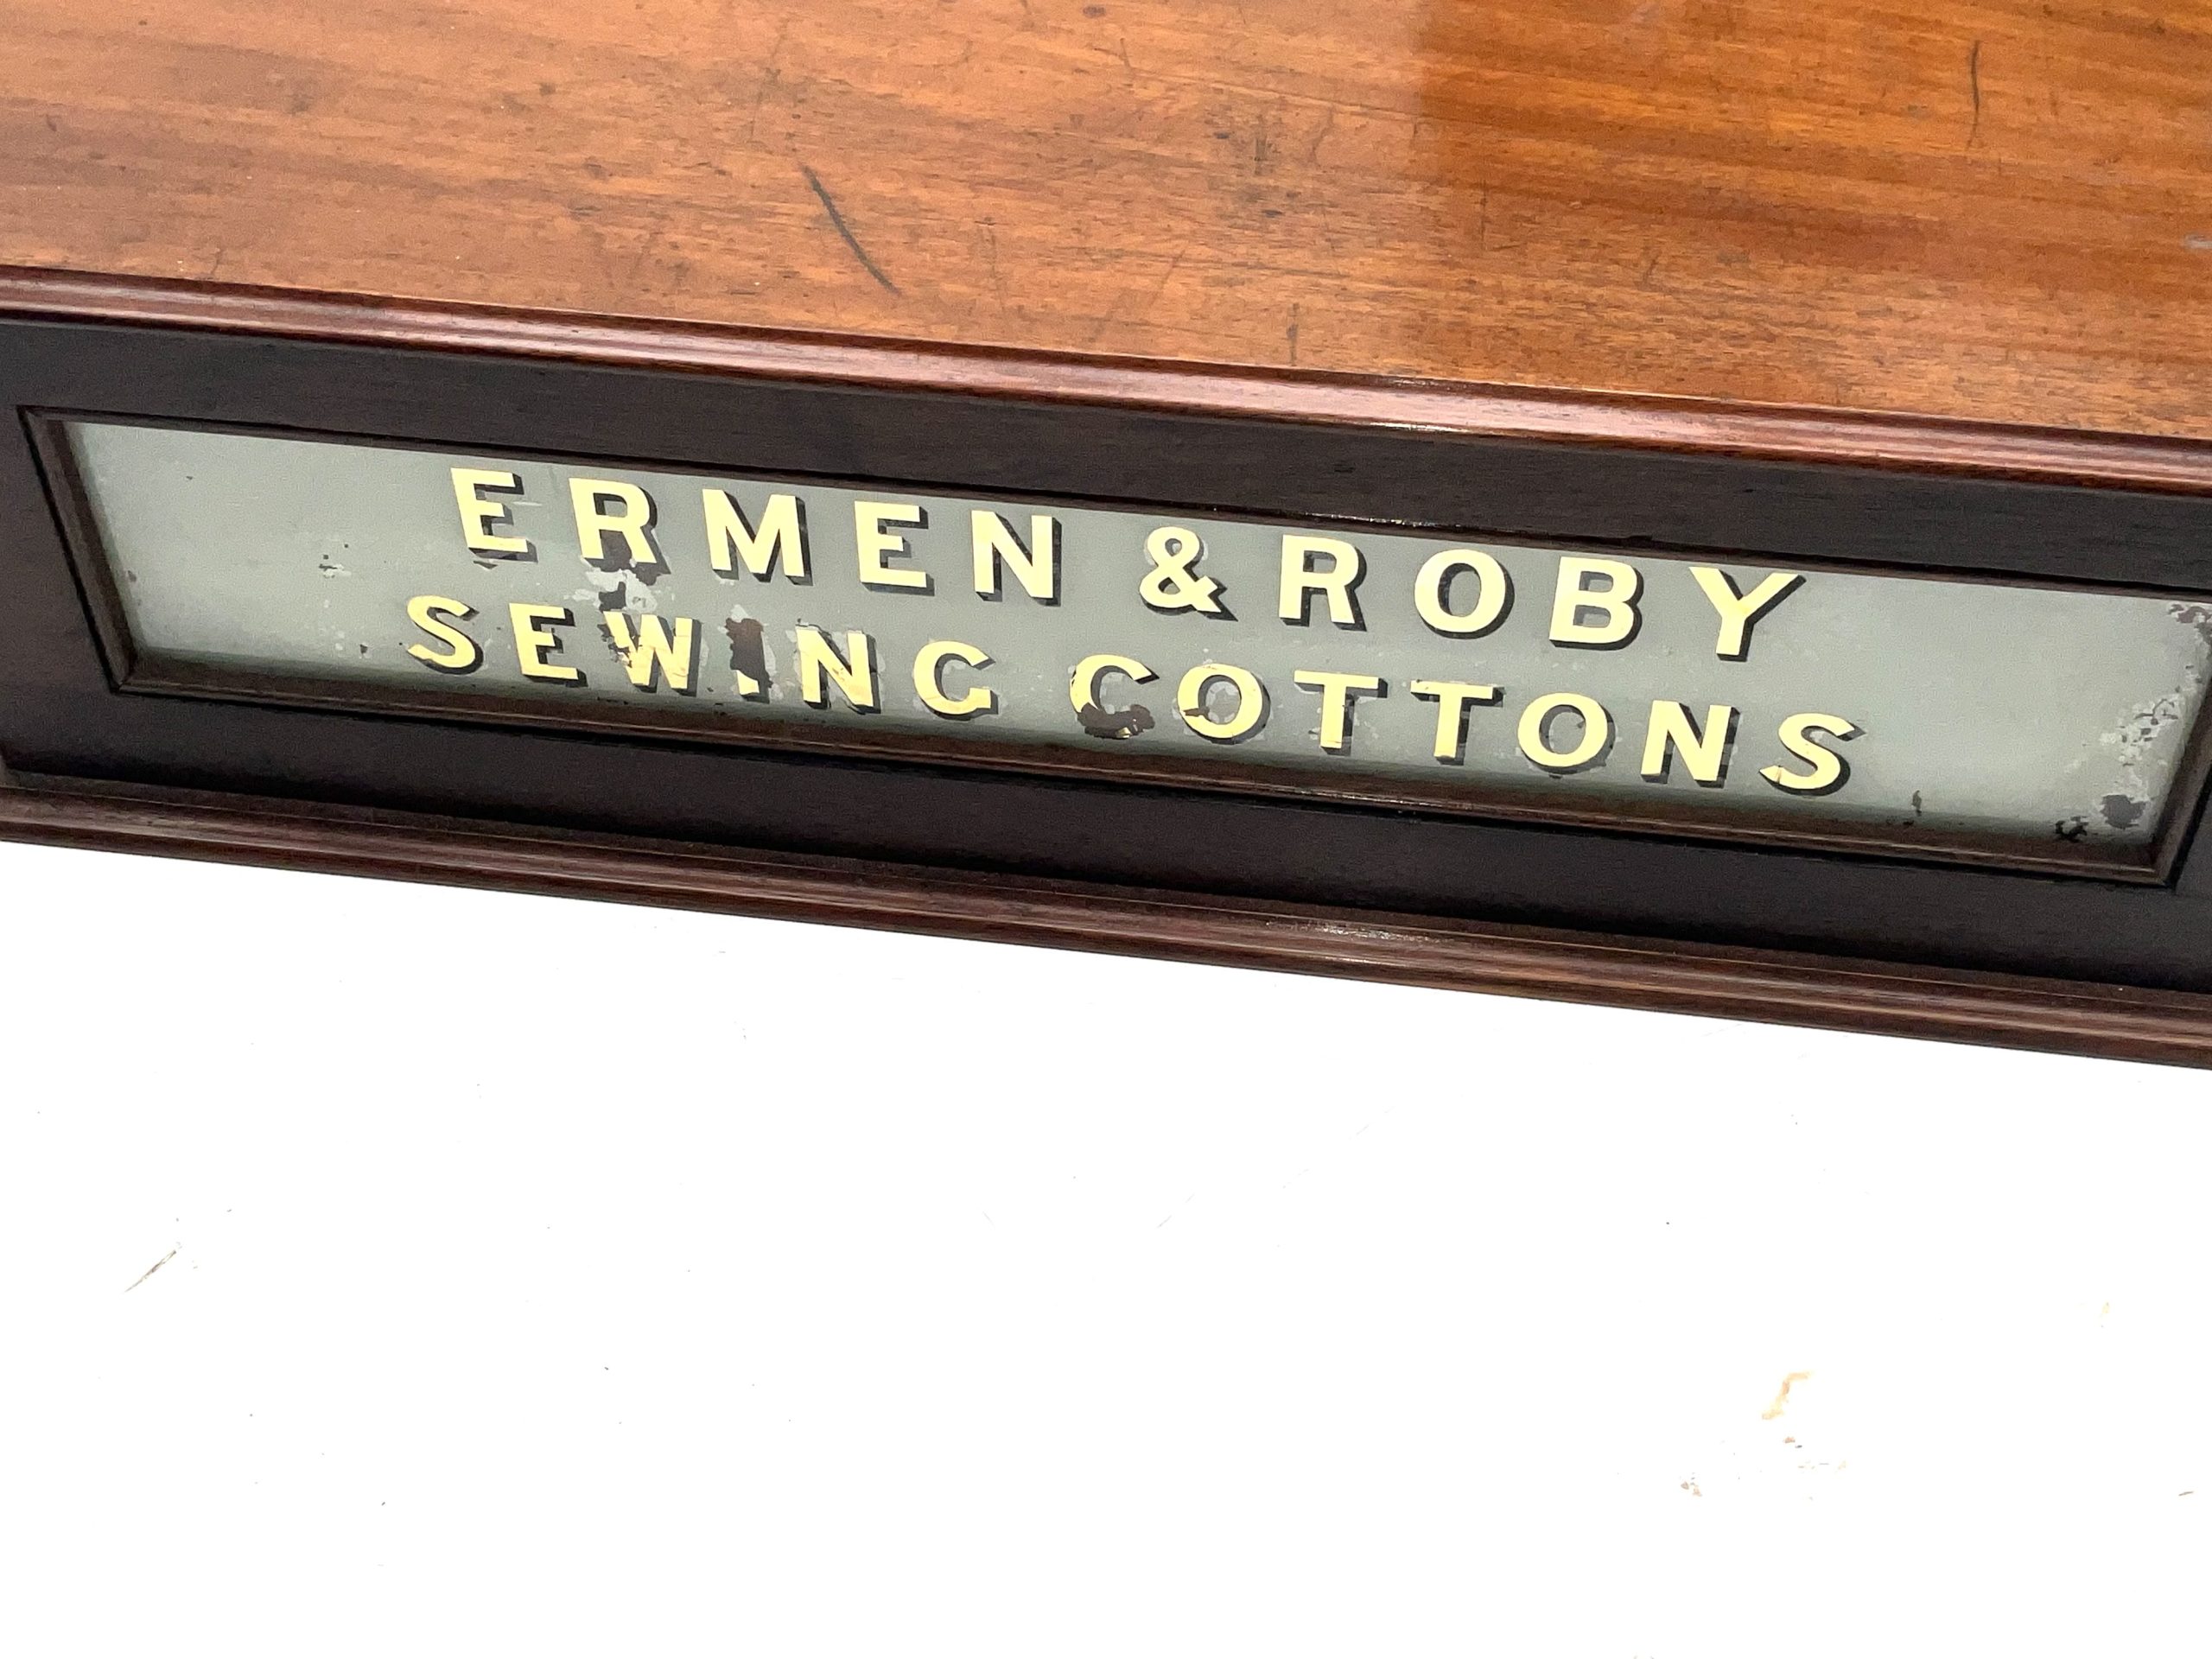 ERMEN & ROBY
SEWING COTTONS